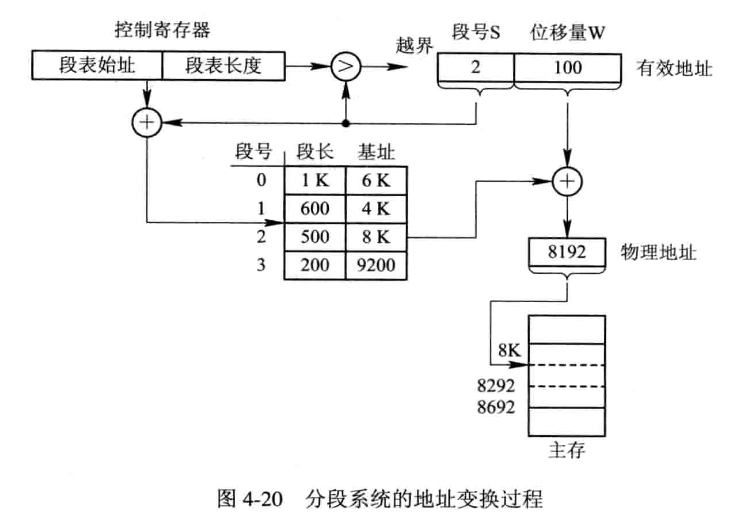 控制寄存器
段表始址 段表长度
>
越界
段号S 位移量W
2 100
有效地址
+
段号 段长 基址
0 1 K 6 K
1 600 4 K
2 500 8 K
3 200 9200
+
8192
物理地址
8K
8292
8692
主存
图 4-20 分段系统的地址变换过程